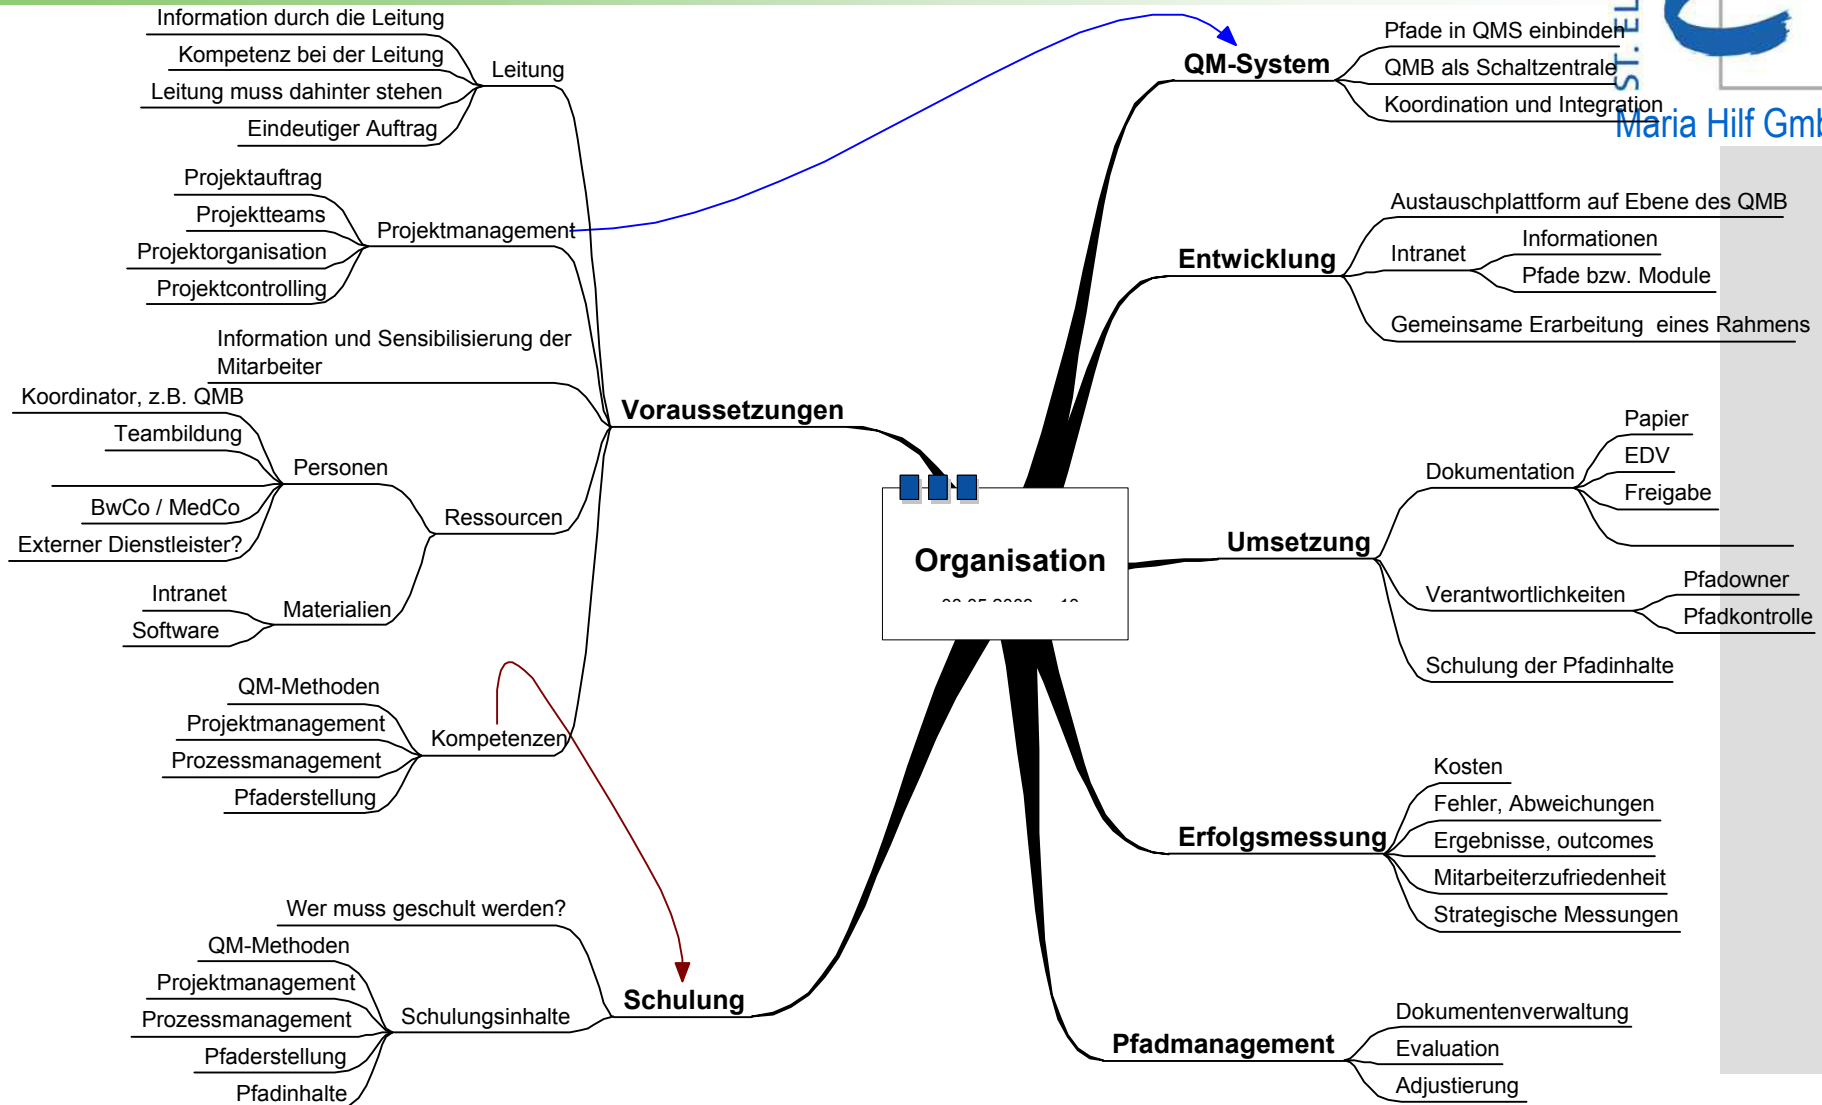 Information durch die Leitung
Kompetenz bei der Leitung
Leitung muss dahinter stehen
Eindeutiger Auftrag
Leitung
Projektauftrag
Projektteams
Projektorganisation
Projektcontrolling
Projektmanagement
Information und Sensibilisierung der
Mitarbeiter
Koordinator, z.B. QMB
Teambildung
BwCo / MedCo
Externer Dienstleister?
Personen
Intranet
Software
Materialien
Ressourcen
QM-Methoden
Projektmanagement
Prozessmanagement
Pfaderstellung
Kompetenzen
Voraussetzungen
Wer muss geschult werden?
QM-Methoden
Projektmanagement
Prozessmanagement
Pfaderstellung
Pfadinhalte
Schulungsinhalte
Schulung
Organisation
QM-System
Pfade in QMS einbinden
QMB als Schaltzentrale
Koordination und Integration
ST. EL
Maria Hilf Gmb
Entwicklung
Austauschplattform auf Ebene des QMB
Intranet
Informationen
Pfade bzw. Module
Gemeinsame Erarbeitung eines Rahmens
Umsetzung
Dokumentation
Papier
EDV
Freigabe
Verantwortlichkeiten
Pfadowner
Pfadkontrolle
Schulung der Pfadinhalte
Erfolgsmessung
Kosten
Fehler, Abweichungen
Ergebnisse, outcomes
Mitarbeiterzufriedenheit
Strategische Messungen
Pfadmanagement
Dokumentenverwaltung
Evaluation
Adjustierung